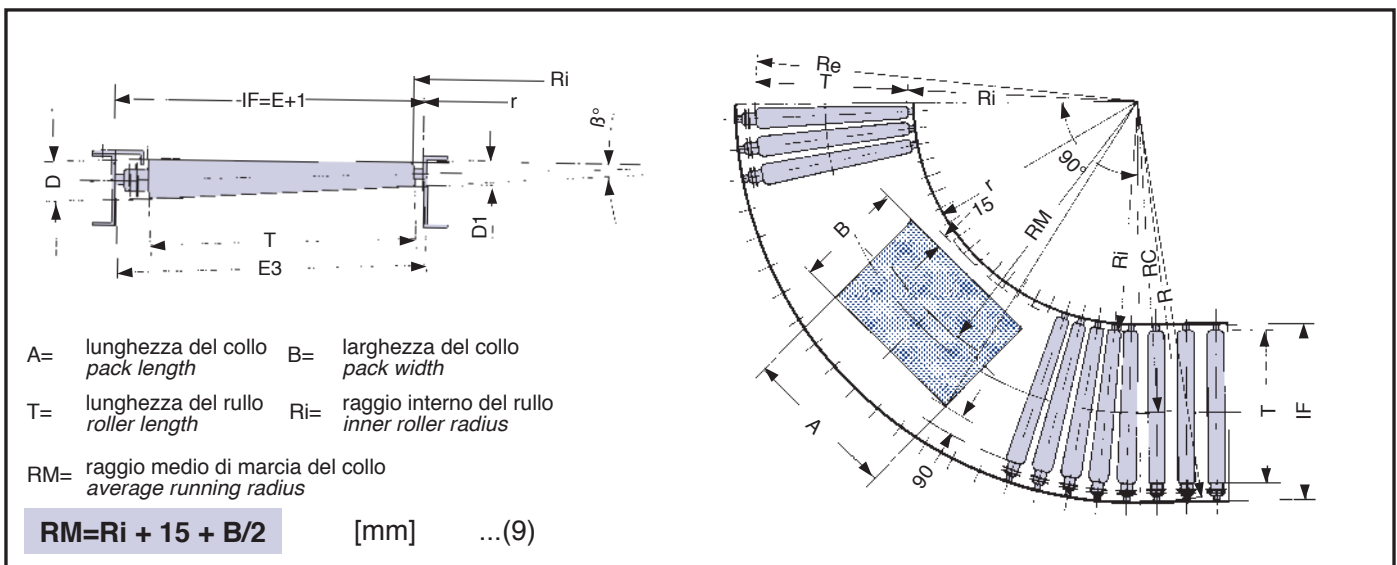 Ri
-IF=E+1
r
ß°
D
D1
T
E3
Re
T
Ri
90°
r
15
B
RM
Ri
RC
R
A
90
T
IF
A= lunghezza del collo B= larghezza del collo
pack length pack width
T= lunghezza del rullo Ri= raggio interno del rullo
roller length inner roller radius
RM= raggio medio di marcia del collo
average running radius
RM=Ri + 15 + B/2 [mm] ...(9)